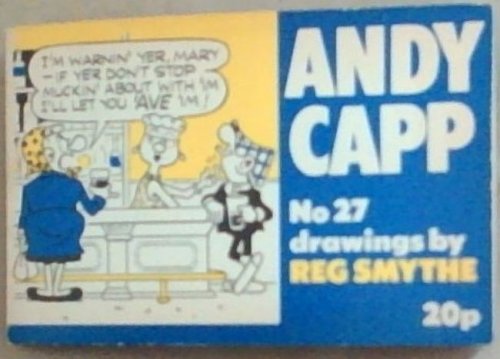 I'M WARNIN' YER, MARY
- IF YER DON'T STOP
MUCKIN' ABOUT WITH 'IM
I'LL LET YOU 'AVE 'IM!
ANDY
CAPP
No 27
drawings by
REG SMYTHE
20p